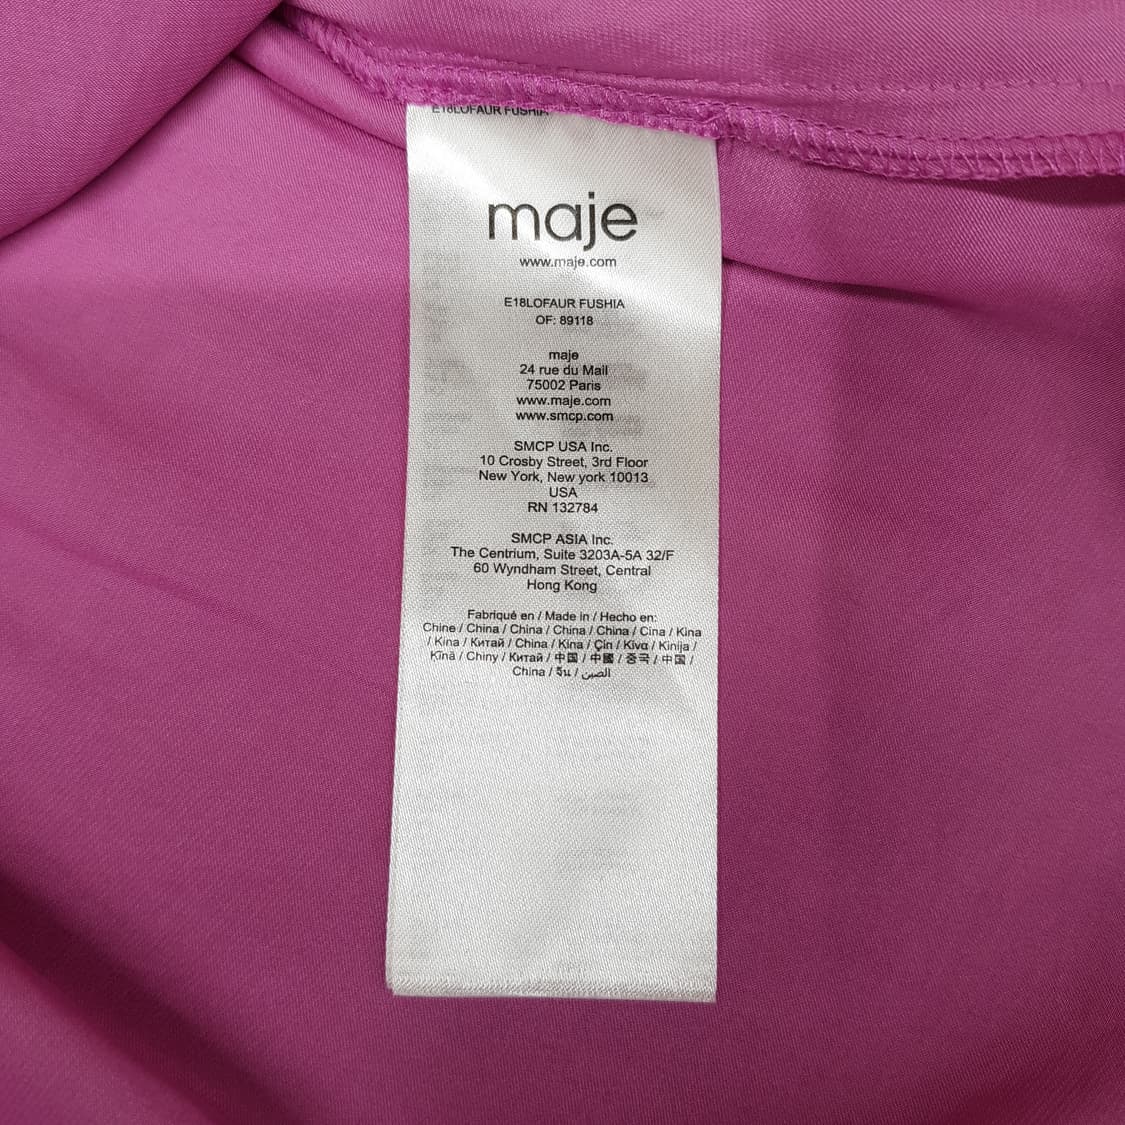 E18LOFAUR FUSHIA
maje
www.maje.com
E18LOFAUR FUSHIA
OF: 89118
maje
24 rue du Mail
75002 Paris
www.maje.com
www.smcp.com
SMCP USA Inc.
10 Crosby Street, 3rd Floor
New York, New york 10013
USA
RN 132784
SMCP ASIA Inc.
The Centrium, Suite 3203A-5A 32/F
60 Wyndham Street, Central
Hong Kong
Fabriqué en / Made in / Hecho en:
Chine / China / China / China / China / Cina / Kina
/ Kina / Китай / China / Kina / Çin / Κίνα / Kinija /
Ķīnā / Chiny / Китай / 中国 / 中國 / 중국 / 中国 /
China / จีน / الصين